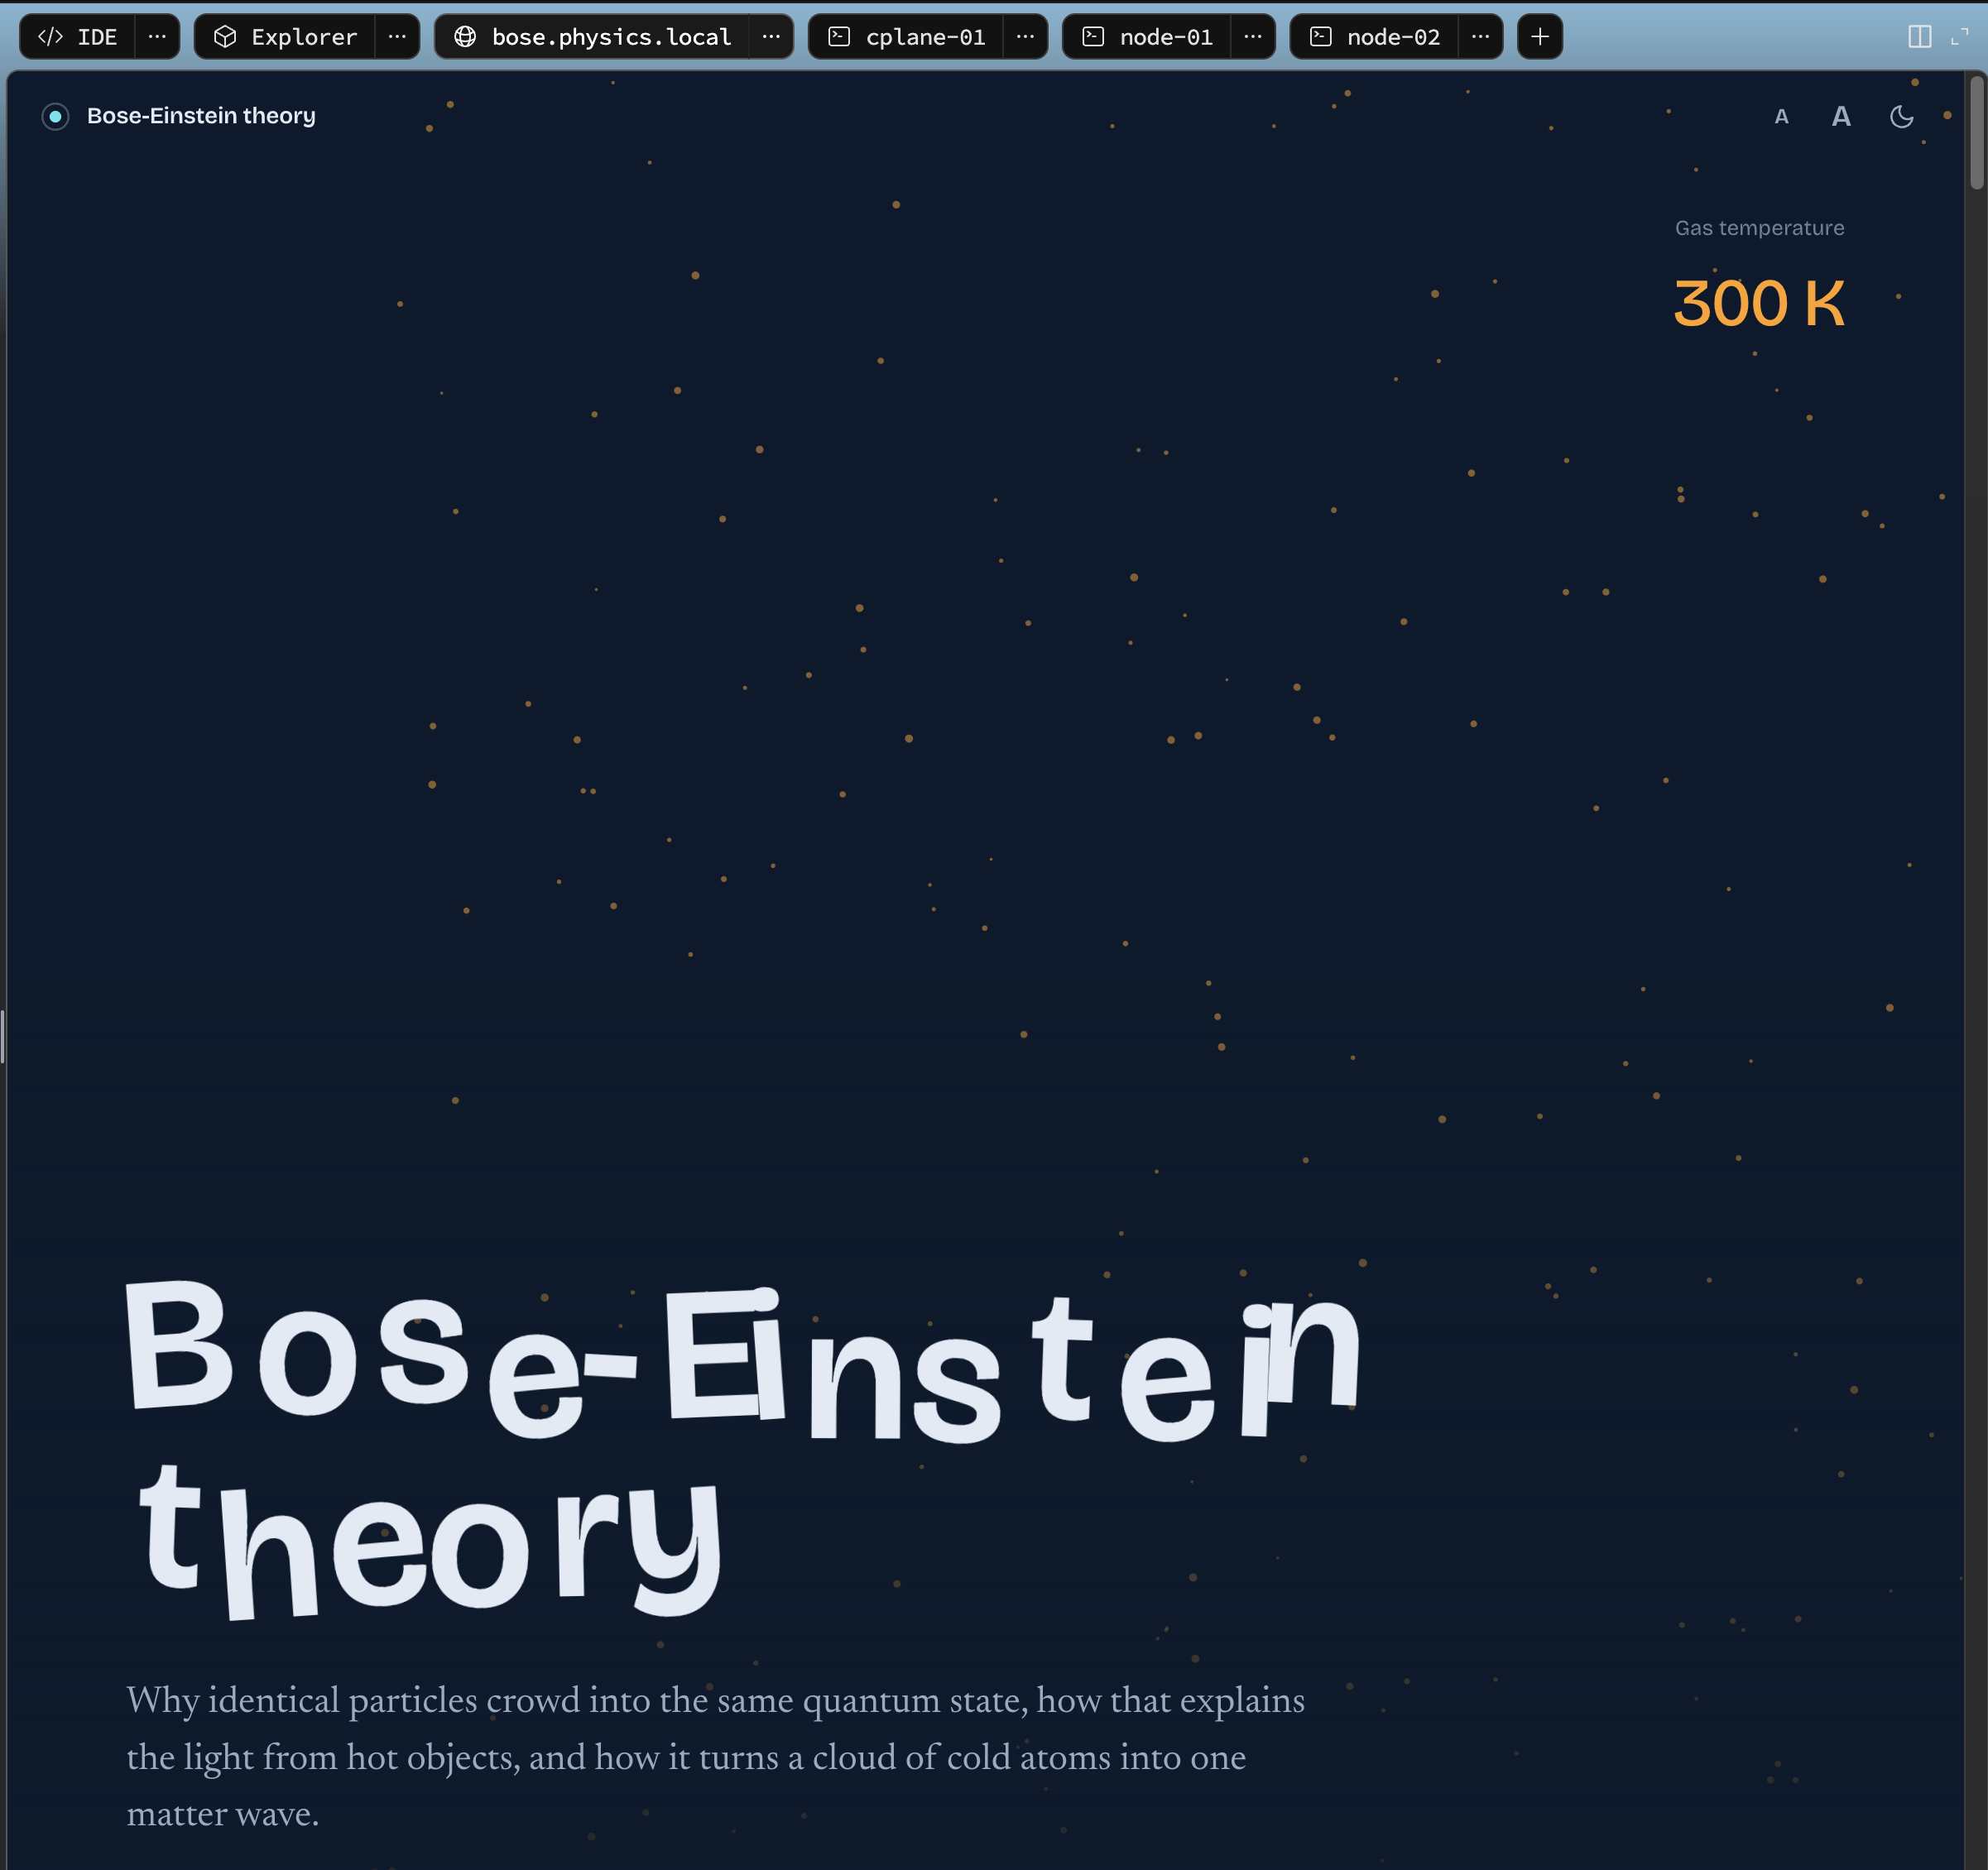 IDE ... Explorer ... bose.physics.local ... cplane-01 ... node-01 ... node-02 ... +
Bose-Einstein theory A A
Gas temperature
300 K
Bose-Einstein
theory
Why identical particles crowd into the same quantum state, how that explains
the light from hot objects, and how it turns a cloud of cold atoms into one
matter wave.